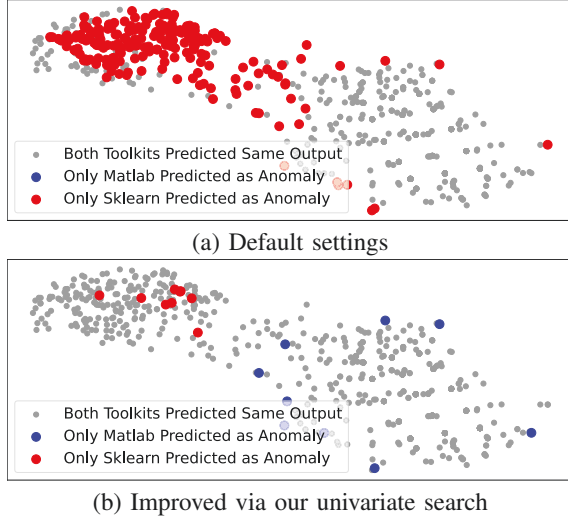 Both Toolkits Predicted Same Output
Only Matlab Predicted as Anomaly
Only Sklearn Predicted as Anomaly
(a) Default settings
Both Toolkits Predicted Same Output
Only Matlab Predicted as Anomaly
Only Sklearn Predicted as Anomaly
(b) Improved via our univariate search